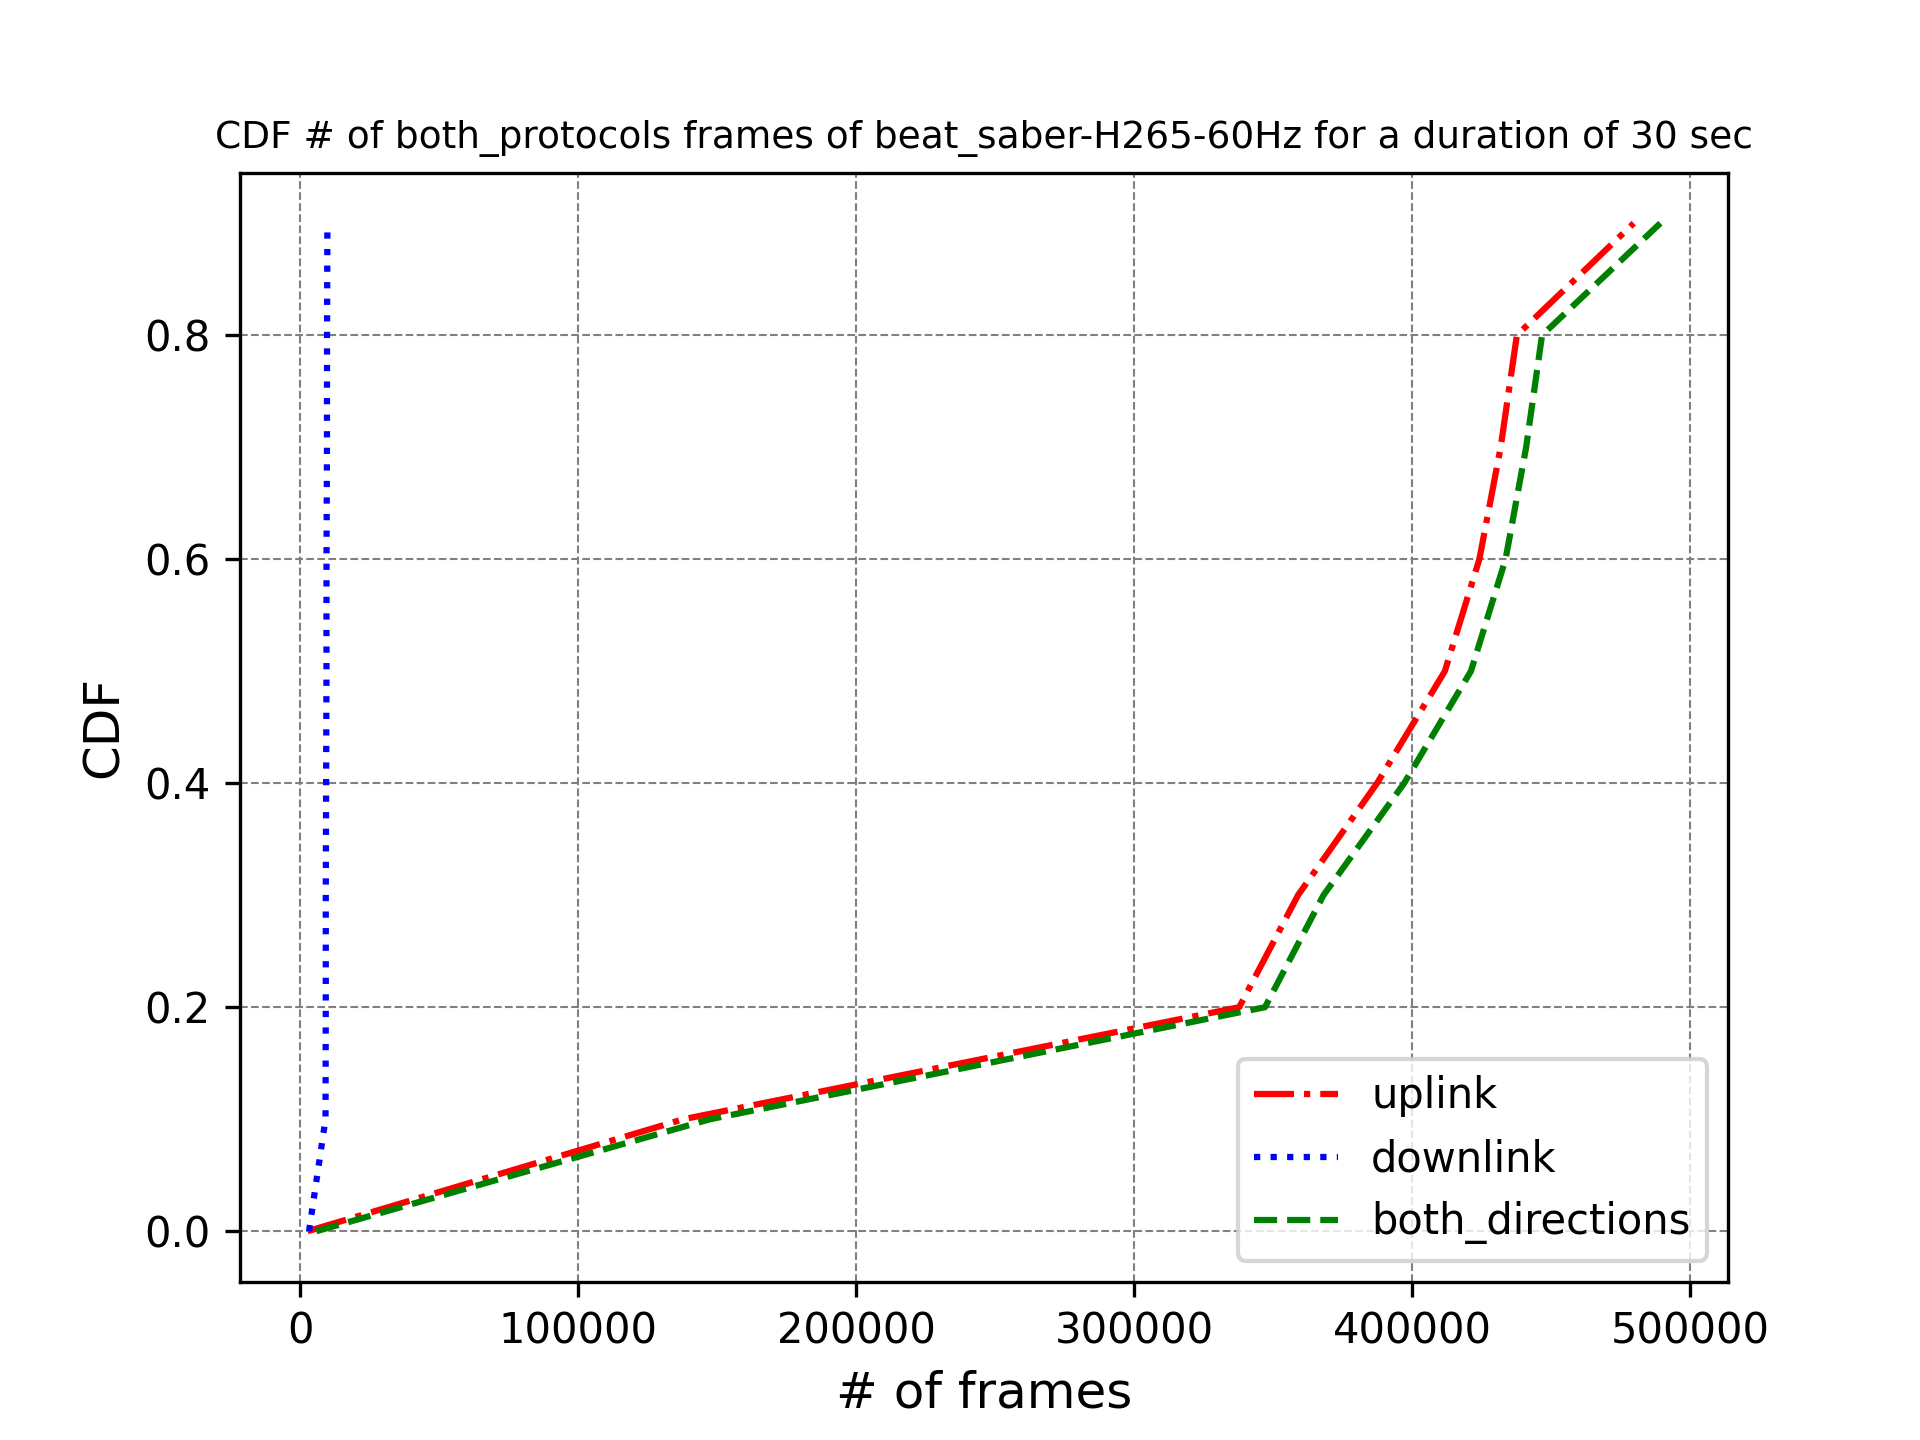 CDF # of both_protocols frames of beat_saber-H265-60Hz for a duration of 30 sec
CDF
0.8
0.6
0.4
0.2
0.0
uplink
downlink
both_directions
0 100000 200000 300000 400000 500000
# of frames